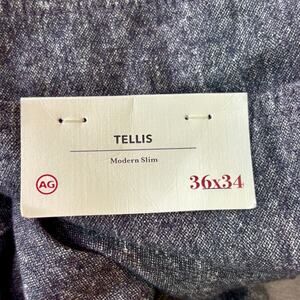 TELLIS
Modern Slim
AG
36x34